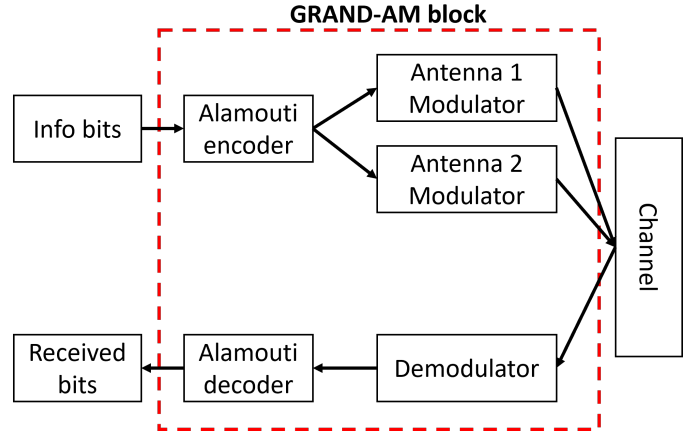 GRAND-AM block
Info bits
Alamouti
encoder
Antenna 1
Modulator
Antenna 2
Modulator
Channel
Received
bits
Alamouti
decoder
Demodulator